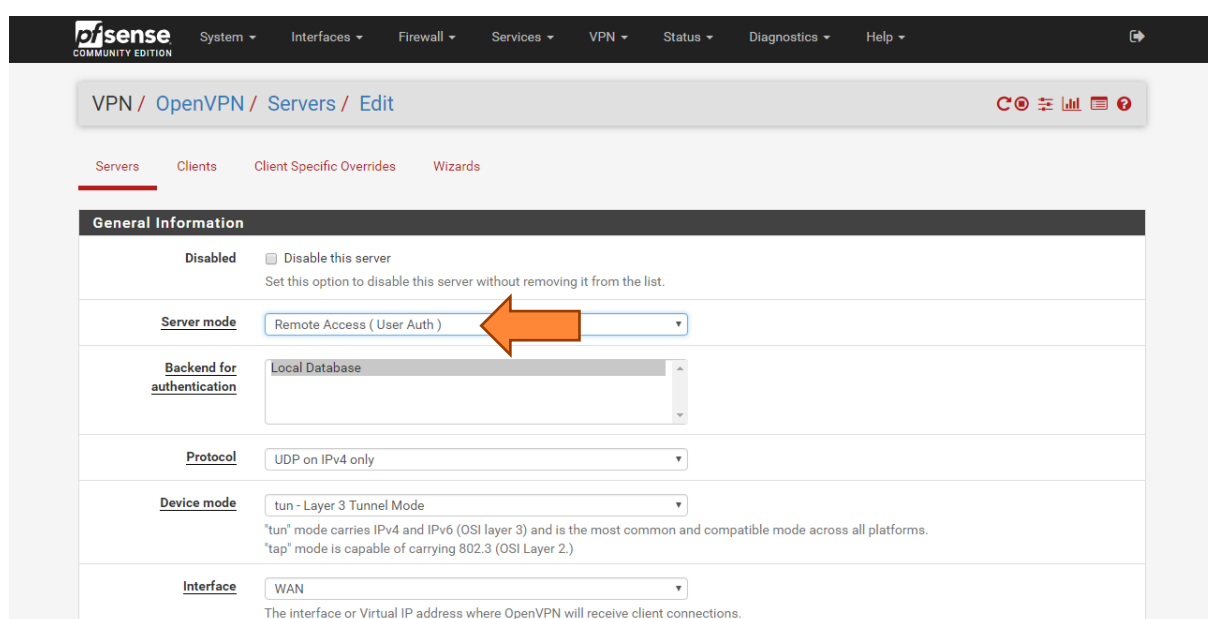 pfsense
COMMUNITY EDITION
System Interfaces Firewall Services VPN Status Diagnostics Help
VPN / OpenVPN / Servers / Edit
Servers Clients Client Specific Overrides Wizards
General Information
Disabled Disable this server
Set this option to disable this server without removing it from the list.
Server mode Remote Access ( User Auth )
Backend for authentication Local Database
Protocol UDP on IPv4 only
Device mode tun - Layer 3 Tunnel Mode
"tun" mode carries IPv4 and IPv6 (OSI layer 3) and is the most common and compatible mode across all platforms.
"tap" mode is capable of carrying 802.3 (OSI Layer 2.)
Interface WAN
The interface or Virtual IP address where OpenVPN will receive client connections.